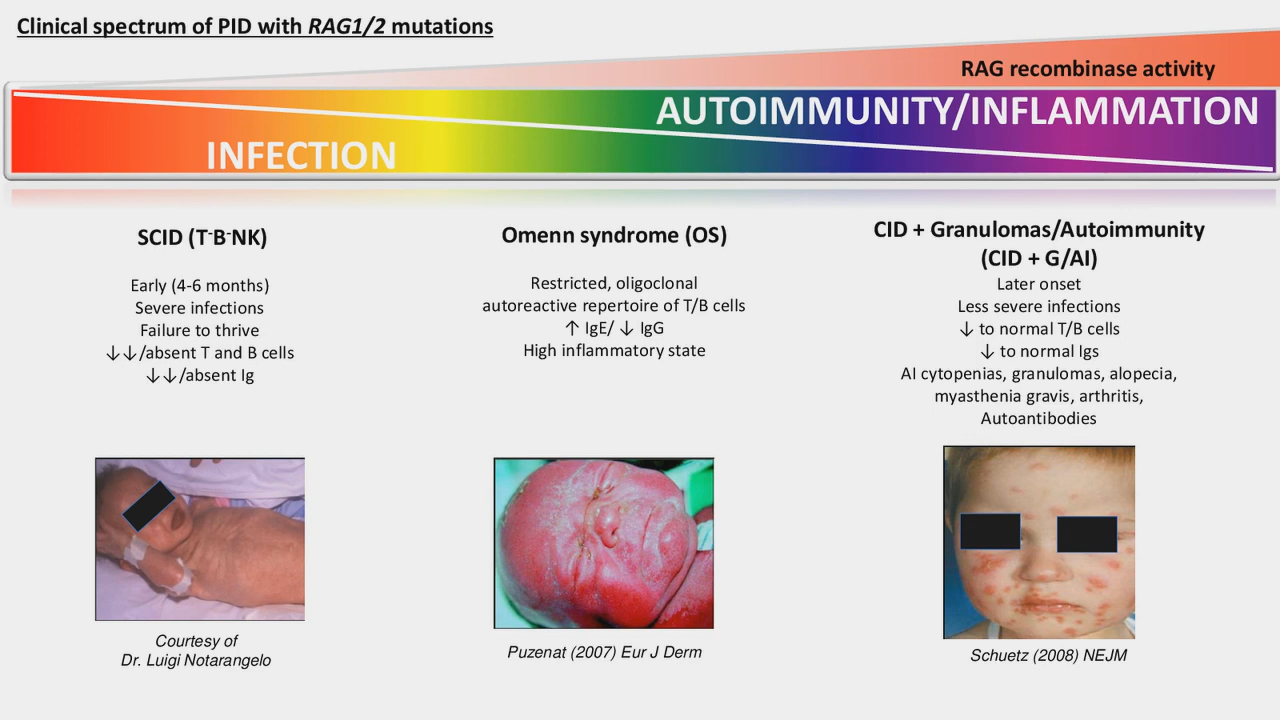 Clinical spectrum of PID with RAG1/2 mutations
RAG recombinase activity
AUTOIMMUNITY/INFLAMMATION
INFECTION
SCID (T⁻B⁻NK)
Early (4-6 months)
Severe infections
Failure to thrive
↓↓/absent T and B cells
↓↓/absent Ig
Courtesy of
Dr. Luigi Notarangelo
Omenn syndrome (OS)
Restricted, oligoclonal
autoreactive repertoire of T/B cells
↑ IgE/ ↓ IgG
High inflammatory state
Puzenat (2007) Eur J Derm
CID + Granulomas/Autoimmunity
(CID + G/AI)
Later onset
Less severe infections
↓ to normal T/B cells
↓ to normal Igs
AI cytopenias, granulomas, alopecia,
myasthenia gravis, arthritis,
Autoantibodies
Schuetz (2008) NEJM